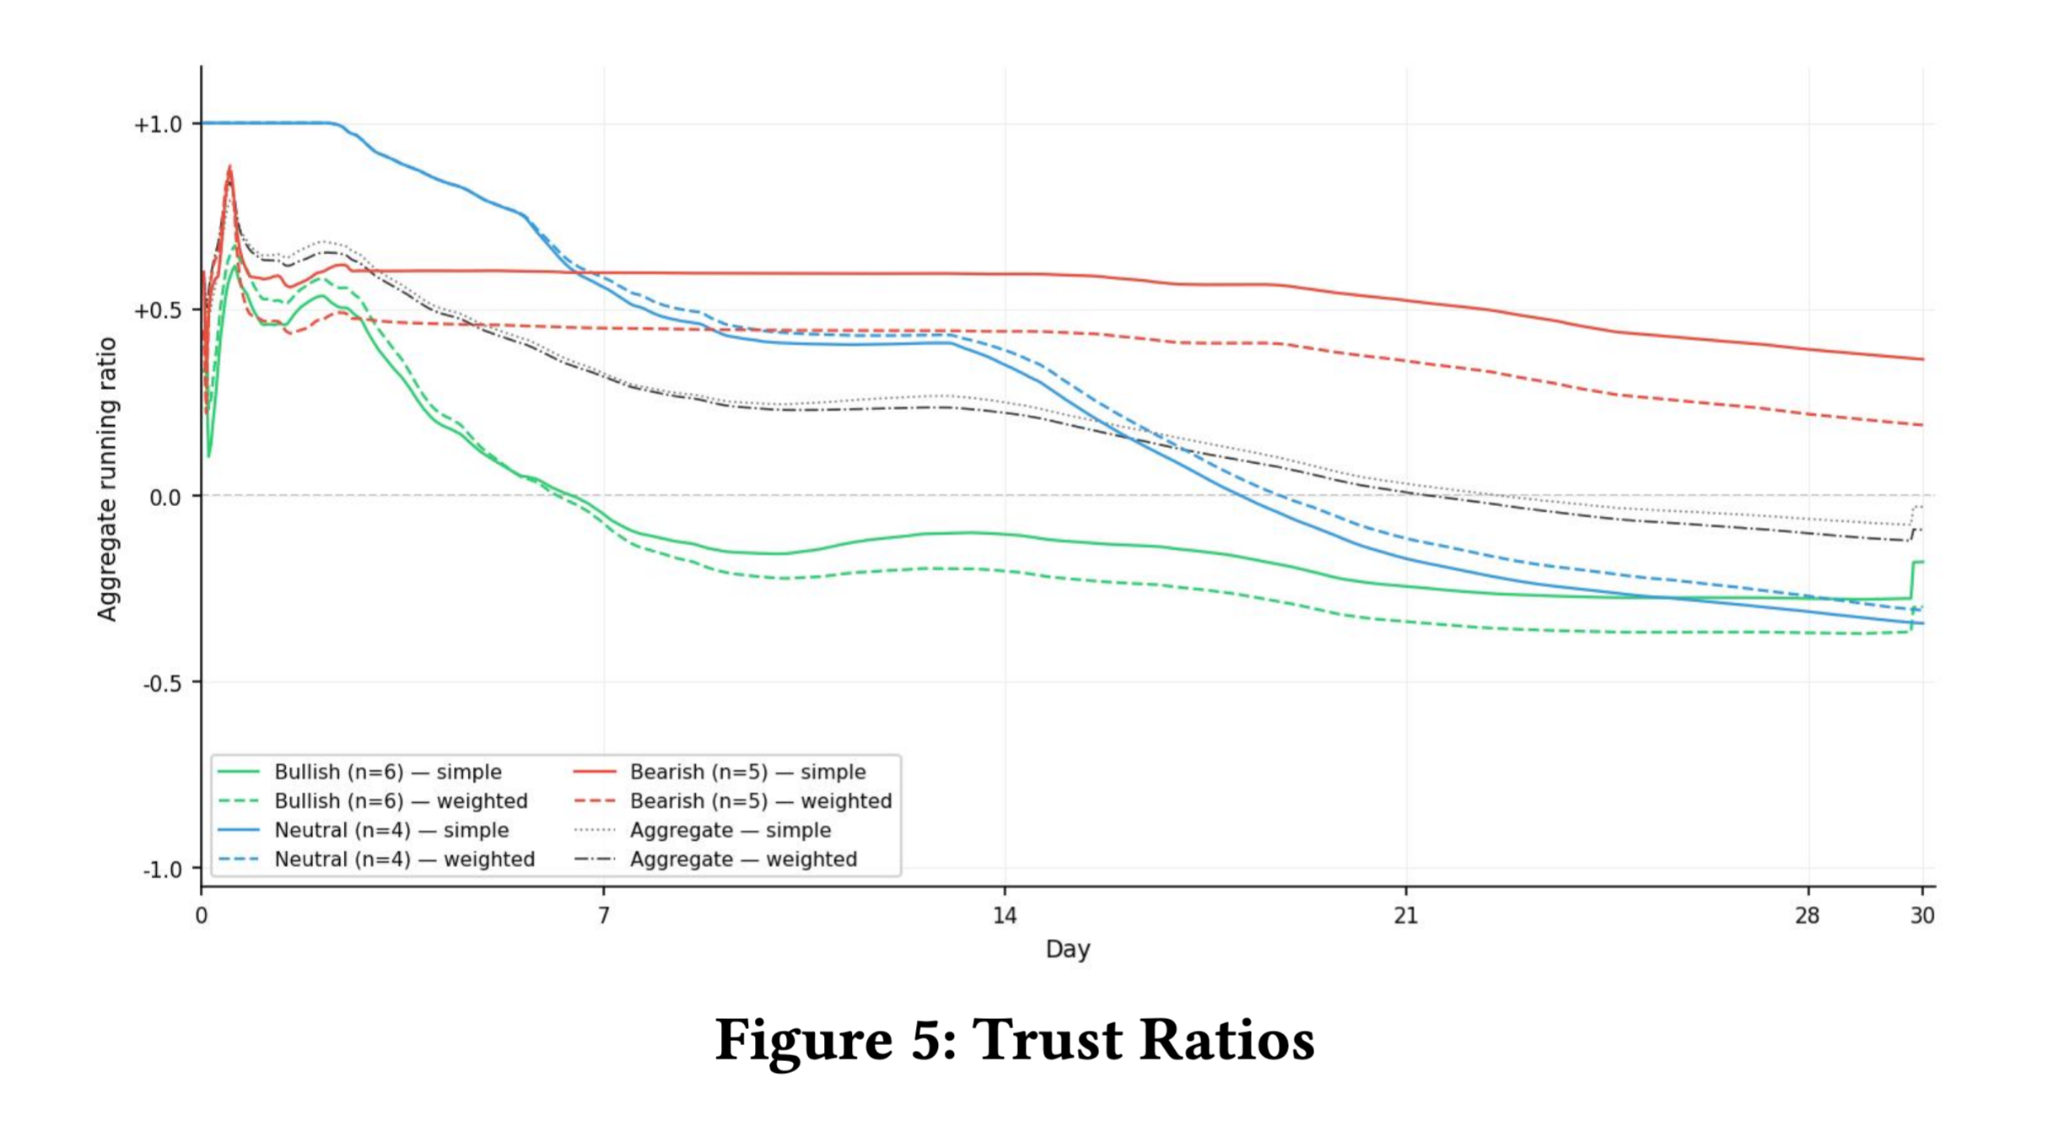 +1.0
+0.5
0.0
-0.5
-1.0
Aggregate running ratio
Bullish (n=6) — simple
Bullish (n=6) — weighted
Neutral (n=4) — simple
Neutral (n=4) — weighted
Bearish (n=5) — simple
Bearish (n=5) — weighted
Aggregate — simple
Aggregate — weighted
0 7 14 21 28 30
Day
Figure 5: Trust Ratios